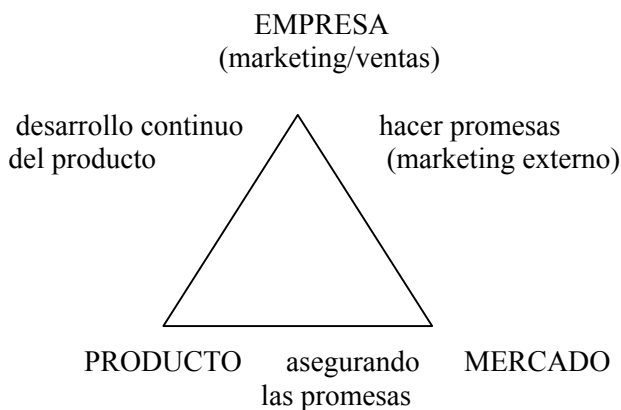 EMPRESA
(marketing/ventas)
desarrollo continuo
del producto
hacer promesas
(marketing externo)
PRODUCTO
asegurando
las promesas
MERCADO